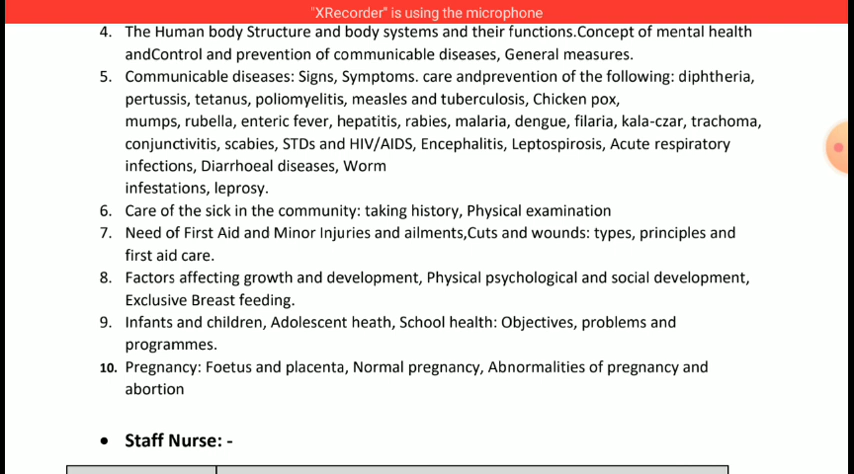 "XRecorder" is using the microphone
4. The Human body Structure and body systems and their functions.Concept of mental health
andControl and prevention of communicable diseases, General measures.
5. Communicable diseases: Signs, Symptoms. care andprevention of the following: diphtheria,
pertussis, tetanus, poliomyelitis, measles and tuberculosis, Chicken pox,
mumps, rubella, enteric fever, hepatitis, rabies, malaria, dengue, filaria, kala-czar, trachoma,
conjunctivitis, scabies, STDs and HIV/AIDS, Encephalitis, Leptospirosis, Acute respiratory
infections, Diarrhoeal diseases, Worm
infestations, leprosy.
6. Care of the sick in the community: taking history, Physical examination
7. Need of First Aid and Minor Injuries and ailments,Cuts and wounds: types, principles and
first aid care.
8. Factors affecting growth and development, Physical psychological and social development,
Exclusive Breast feeding.
9. Infants and children, Adolescent heath, School health: Objectives, problems and
programmes.
10. Pregnancy: Foetus and placenta, Normal pregnancy, Abnormalities of pregnancy and
abortion
• Staff Nurse: -